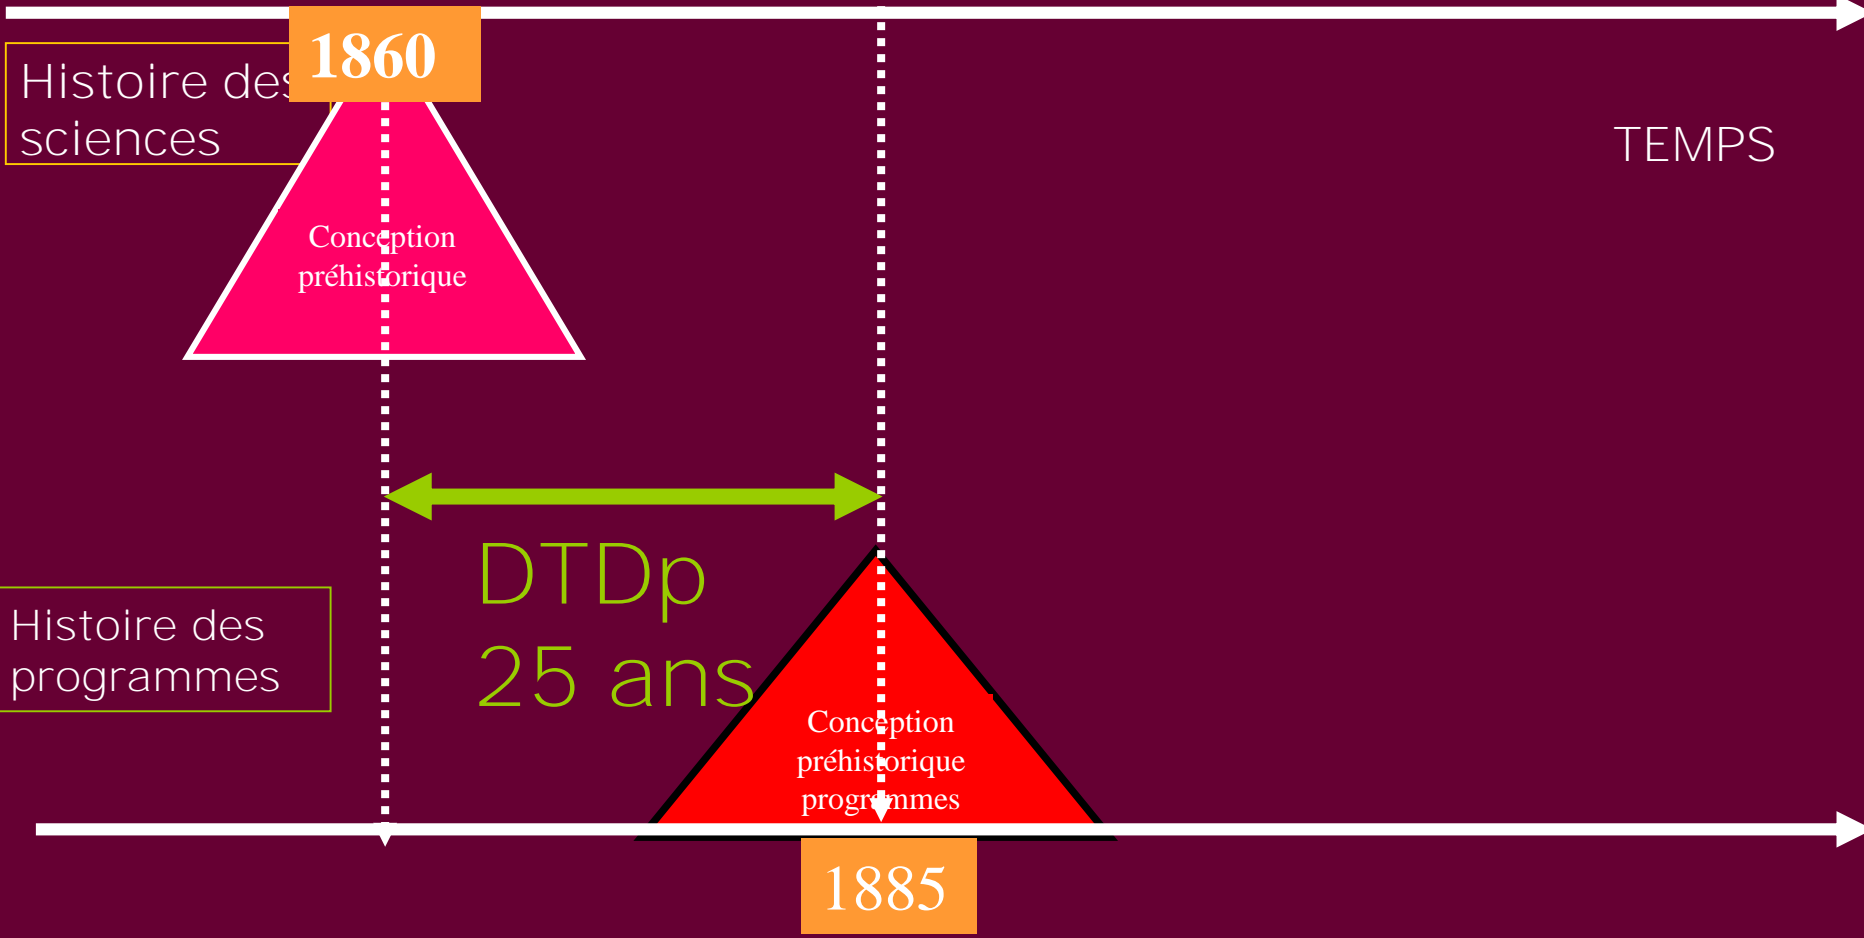 1860
Histoire des
sciences
TEMPS
Conception
préhistorique
DTDp
25 ans
Histoire des
programmes
Conception
préhistorique
programmes
1885